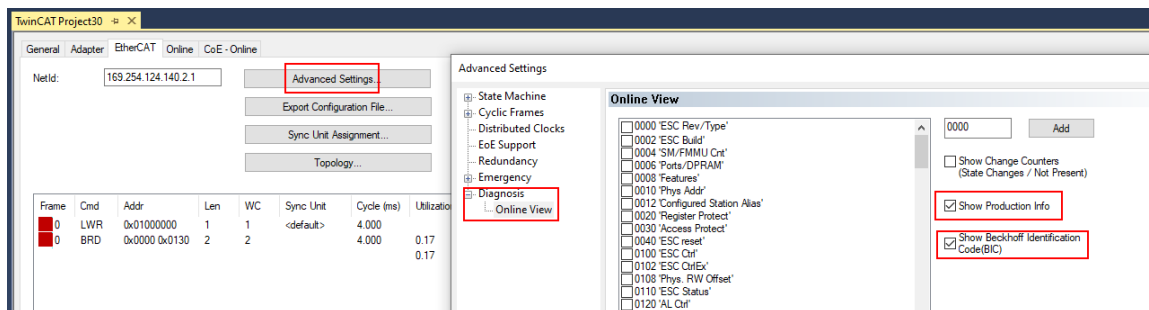 TwinCAT Project30
General Adapter EtherCAT Online CoE - Online
NetId: 169.254.124.140.2.1
Advanced Settings...
Export Configuration File...
Sync Unit Assignment...
Topology...
Frame Cmd Addr Len WC Sync Unit Cycle (ms) Utilizatio
0 LWR 0x01000000 1 1 <default> 4.000
0 BRD 0x0000 0x0130 2 2 4.000 0.17
0.17
Advanced Settings
State Machine
Cyclic Frames
Distributed Clocks
EoE Support
Redundancy
Emergency
Diagnosis
Online View
Online View
0000 'ESC Rev/Type'
0002 'ESC Build'
0004 'SM/FMMU Cnt'
0006 'Ports/DPRAM'
0008 'Features'
0010 'Phys Addr'
0012 'Configured Station Alias'
0020 'Register Protect'
0030 'Access Protect'
0040 'ESC reset'
0100 'ESC Ctrl'
0102 'ESC CtrlEx'
0108 'Phys. RW Offset'
0110 'ESC Status'
0120 'AL Ctrl'
0000 Add
Show Change Counters
(State Changes / Not Present)
Show Production Info
Show Beckhoff Identification
Code(BIC)